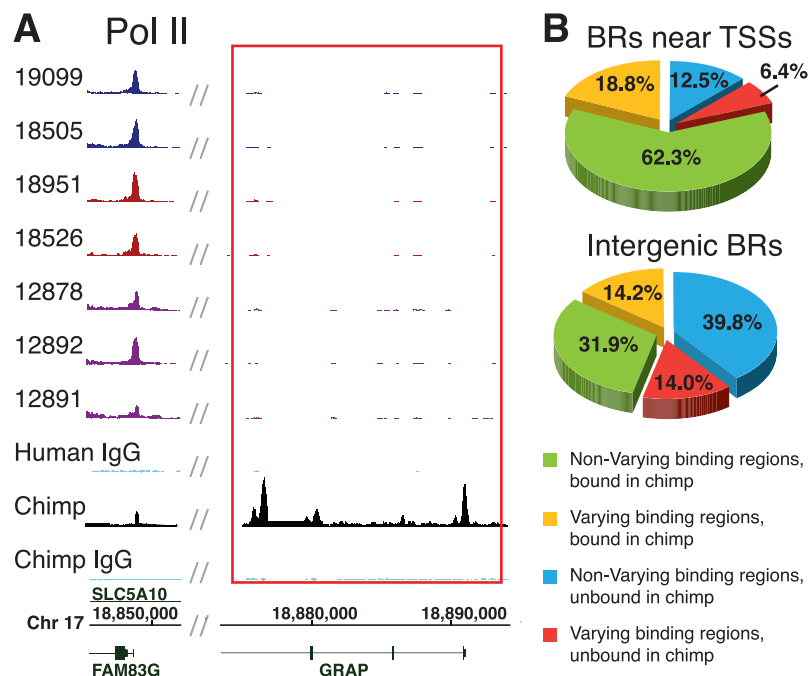 A
Pol II
19099
18505
18951
18526
12878
12892
12891
Human IgG
Chimp
Chimp IgG
SLC5A10
18,850,000
18,880,000
18,890,000
Chr 17
FAM83G
GRAP
B
BRs near TSSs
18.8%
12.5%
6.4%
62.3%
Intergenic BRs
14.2%
39.8%
31.9%
14.0%
Non-Varying binding regions,
bound in chimp
Varying binding regions,
bound in chimp
Non-Varying binding regions,
unbound in chimp
Varying binding regions,
unbound in chimp